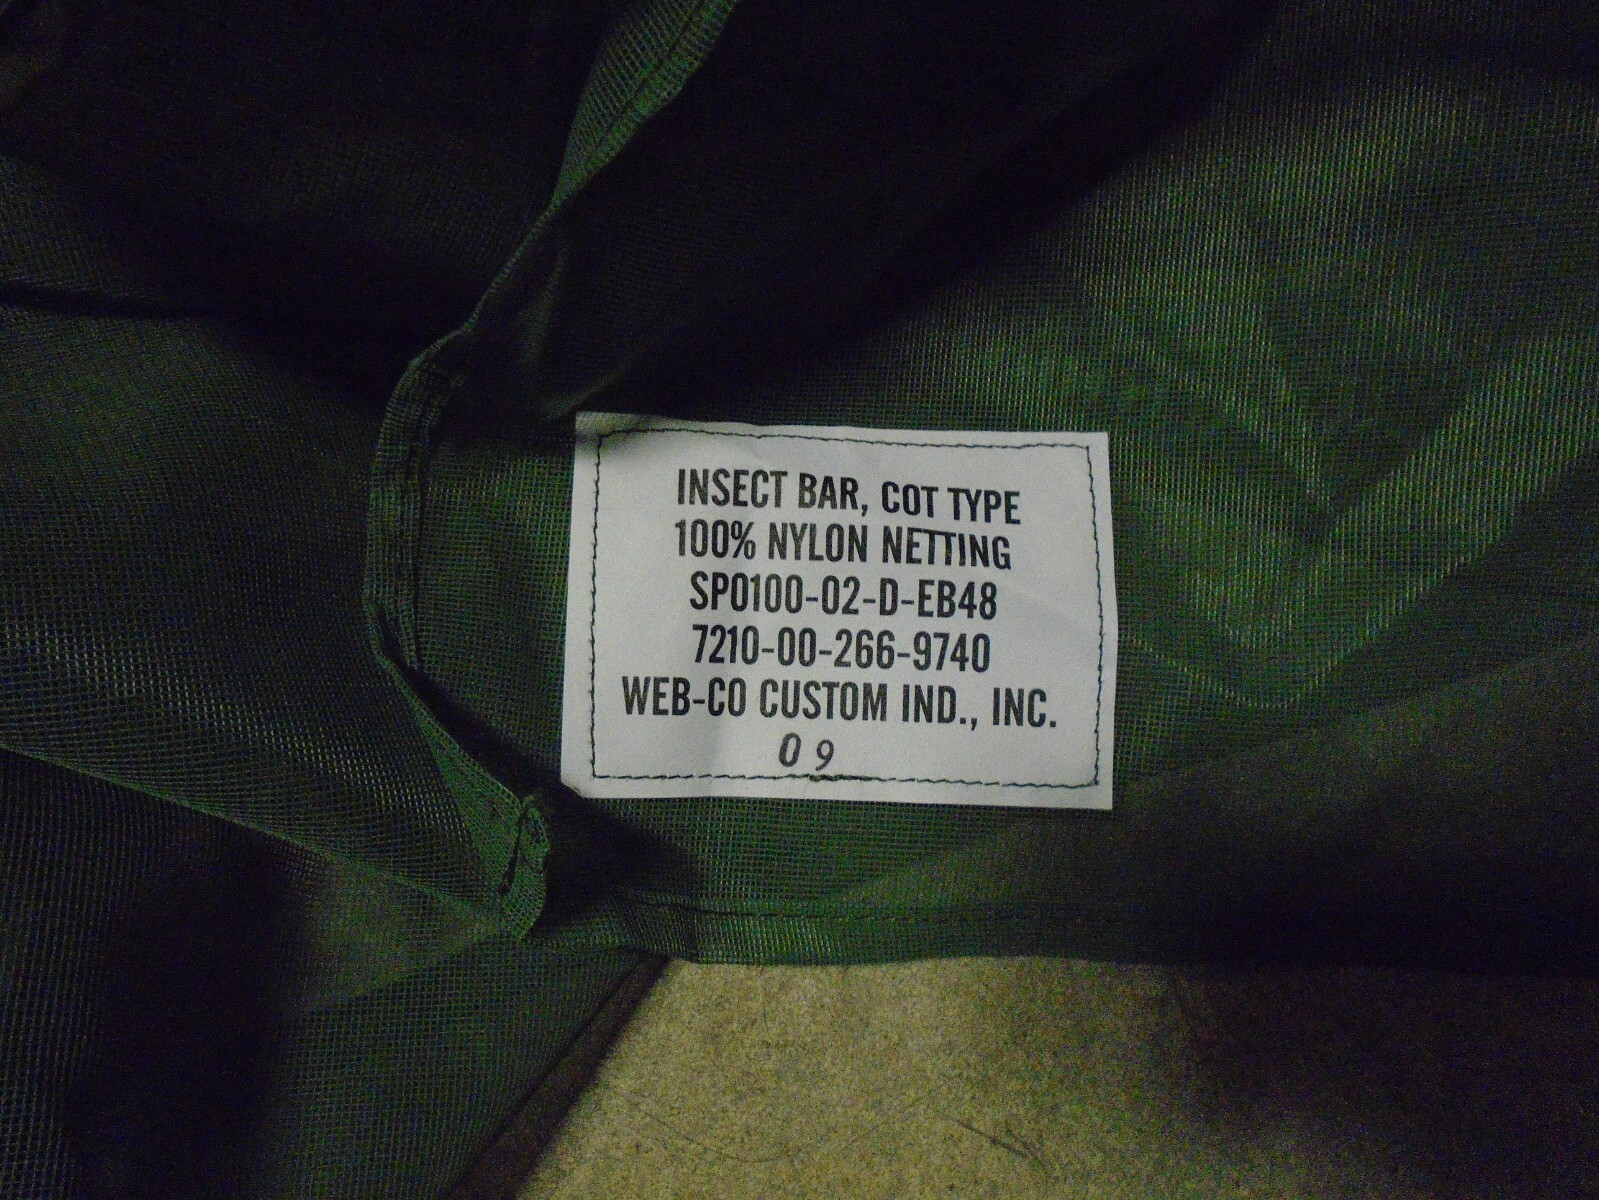 INSECT BAR, COT TYPE
100% NYLON NETTING
SP0100-02-D-EB48
7210-00-266-9740
WEB-CO CUSTOM IND., INC.
09